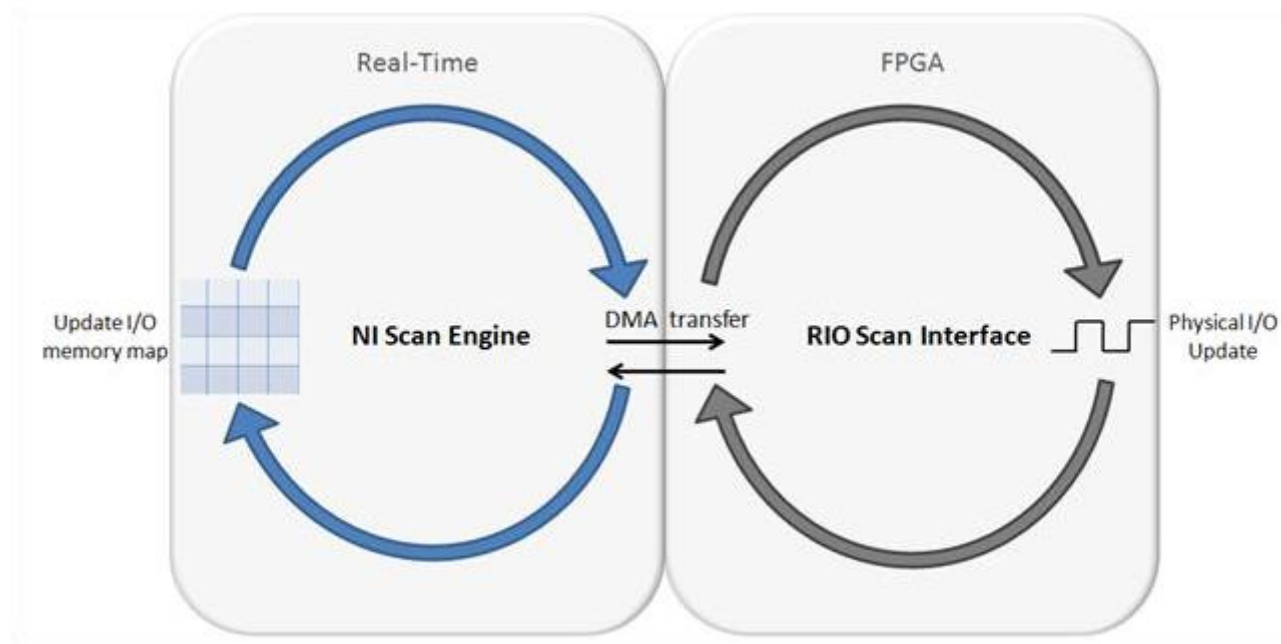 Real-Time
FPGA
Update I/O
memory map
NI Scan Engine
DMA transfer
RIO Scan Interface
Physical I/O
Update